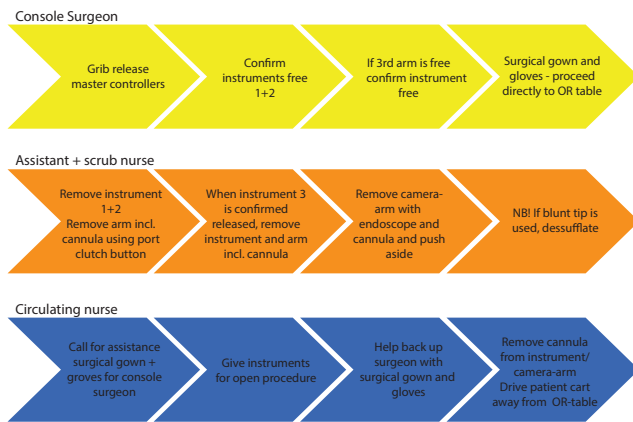 Console Surgeon
Grib release
master controllers
Confirm
instruments free
1+2
If 3rd arm is free
confirm instrument
free
Surgical gown and
gloves - proceed
directly to OR table
Assistant + scrub nurse
Remove instrument
1+2
Remove arm incl.
cannula using port
clutch button
When instrument 3
is confirmed
released, remove
instrument and arm
incl. cannula
Remove camera-
arm with
endoscope and
cannula and push
aside
NB! If blunt tip is
used, dessufflate
Circulating nurse
Call for assistance
surgical gown +
groves for console
surgeon
Give instruments
for open procedure
Help back up
surgeon with
surgical gown and
gloves
Remove cannula
from instrument/
camera-arm
Drive patient cart
away from OR-table